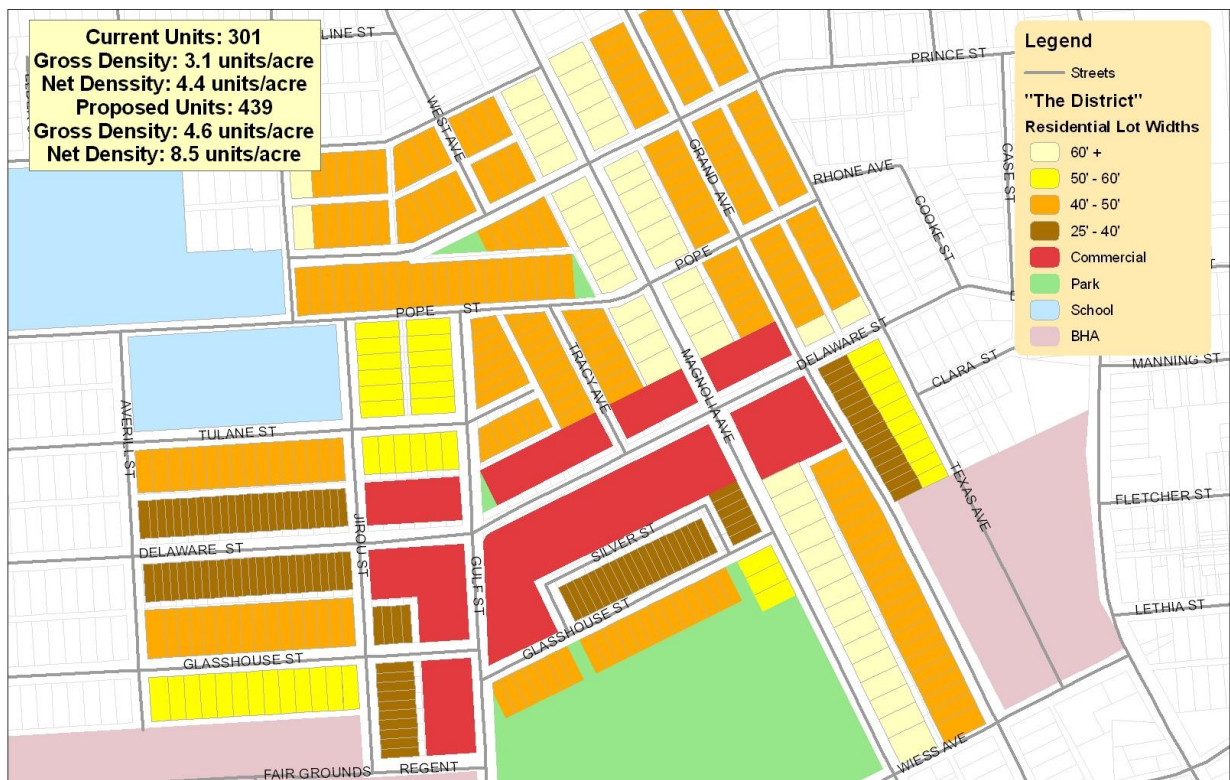 Current Units: 301
Gross Density: 3.1 units/acre
Net Denssity: 4.4 units/acre
Proposed Units: 439
Gross Density: 4.6 units/acre
Net Density: 8.5 units/acre
LINE ST
WEST AVE
PRINCE ST
GRAND AVE
RHONE AVE
CASE ST
COOKE ST
POPE
POPE ST
DELAWARE ST
CLARA ST
MANNING ST
TRACY AVE
MAGNOLIA AVE
AVERILL ST
TULANE ST
JIROU ST
GULF ST
DELAWARE ST
SILVER ST
TEXAS AVE
FLETCHER ST
LETHIA ST
GLASSHOUSE ST
GLASSHOUSE ST
WIESS AVE
FAIR GROUNDS
REGENT
Legend
Streets
"The District"
Residential Lot Widths
60' +
50' - 60'
40' - 50'
25' - 40'
Commercial
Park
School
BHA